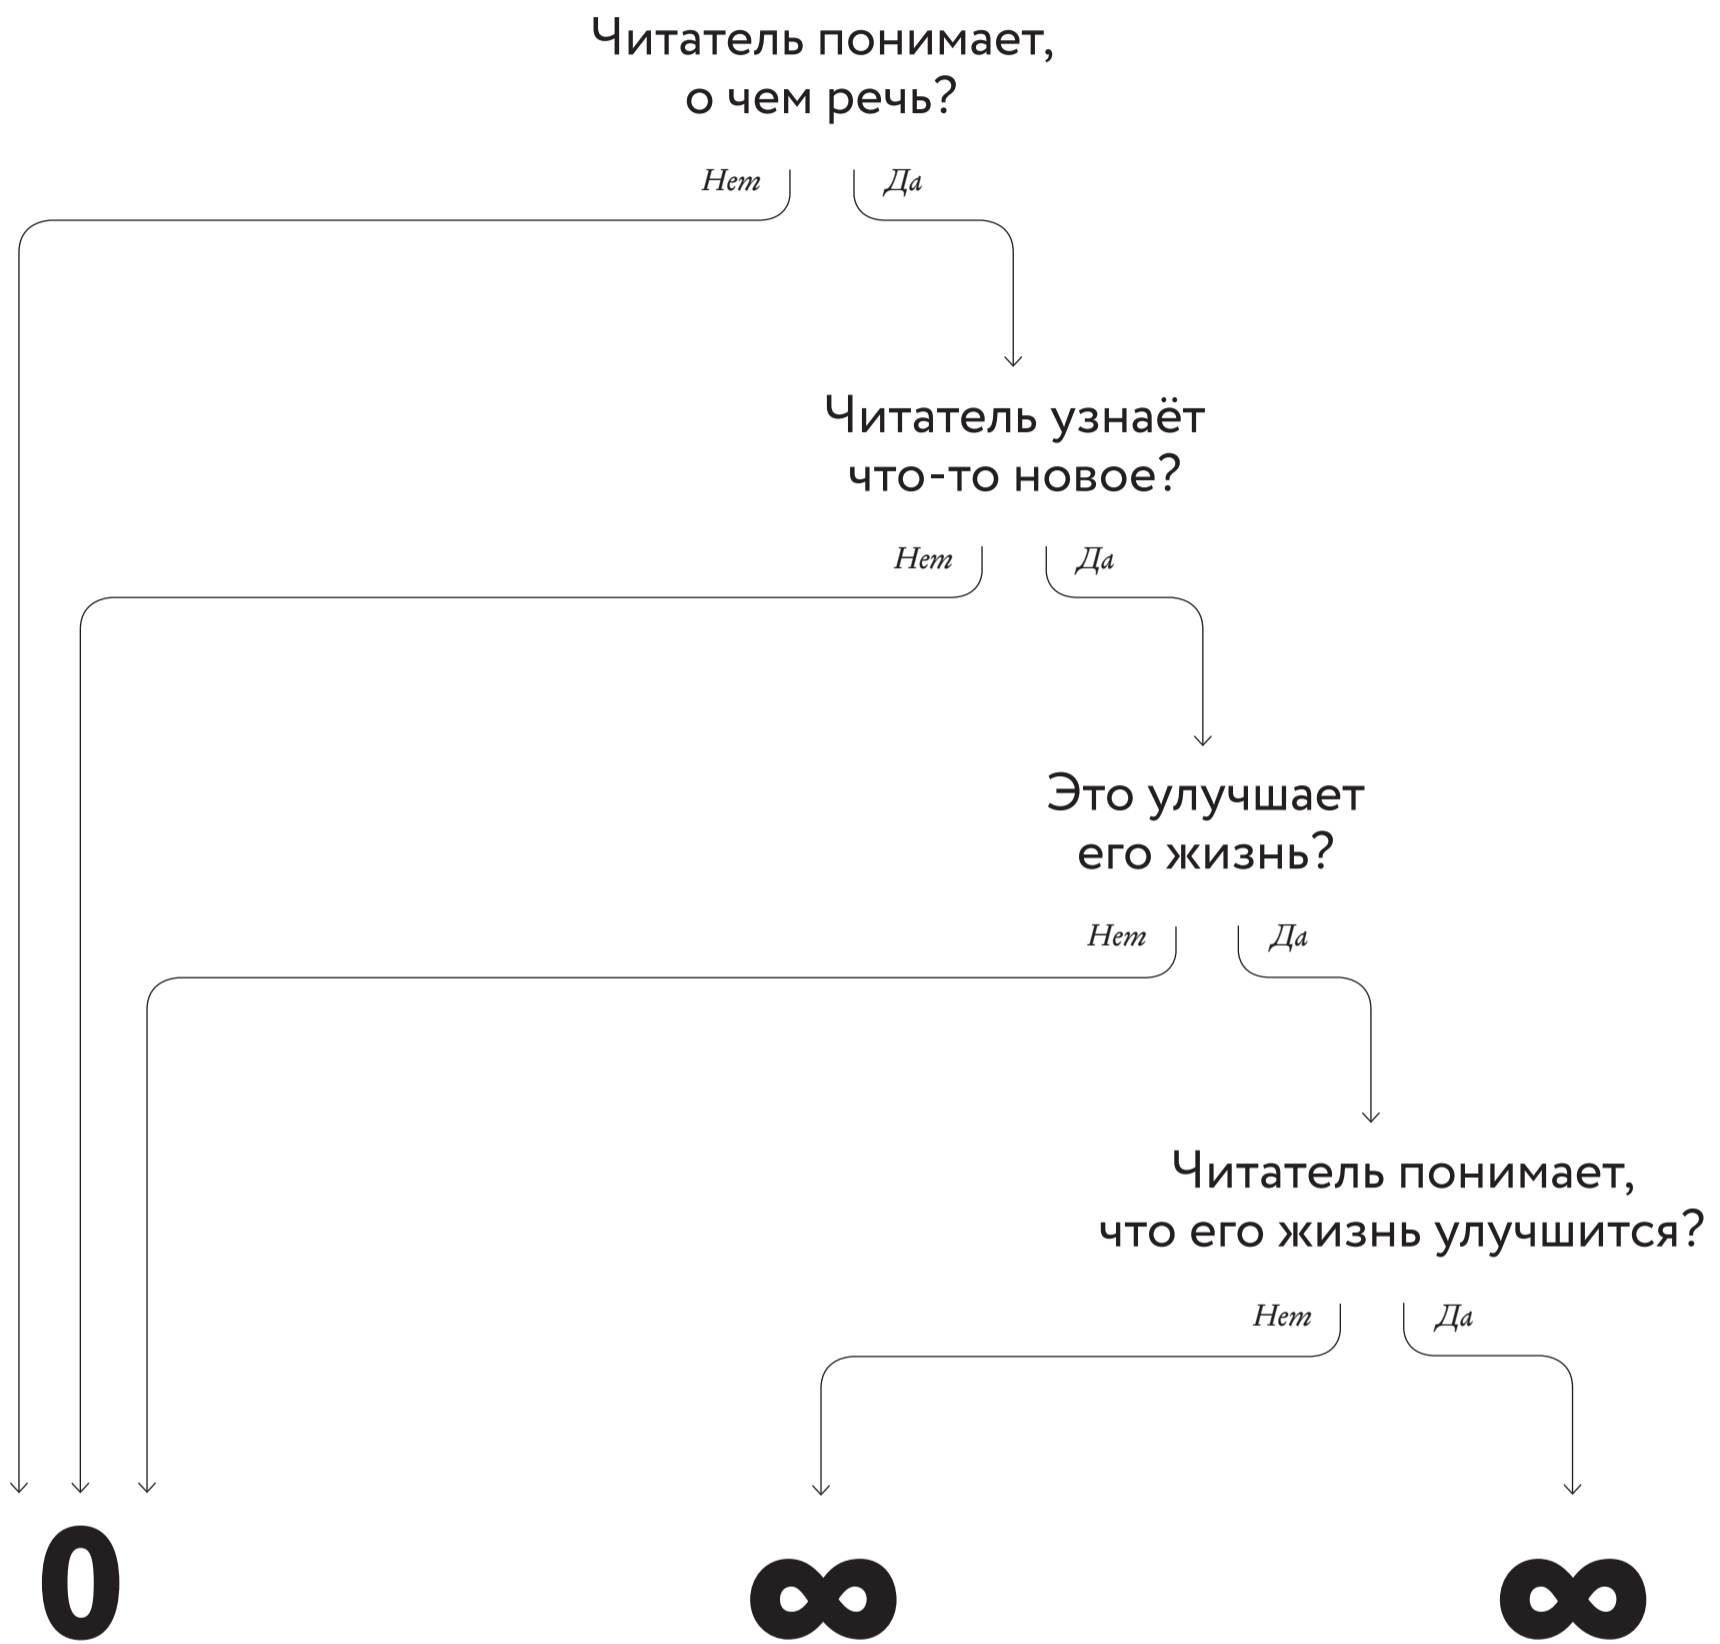 Читатель понимает,
о чем речь?
Нет
Да
Читатель узнаёт
что-то новое?
Нет
Да
Это улучшает
его жизнь?
Нет
Да
Читатель понимает,
что его жизнь улучшится?
Нет
Да
0
∞
∞